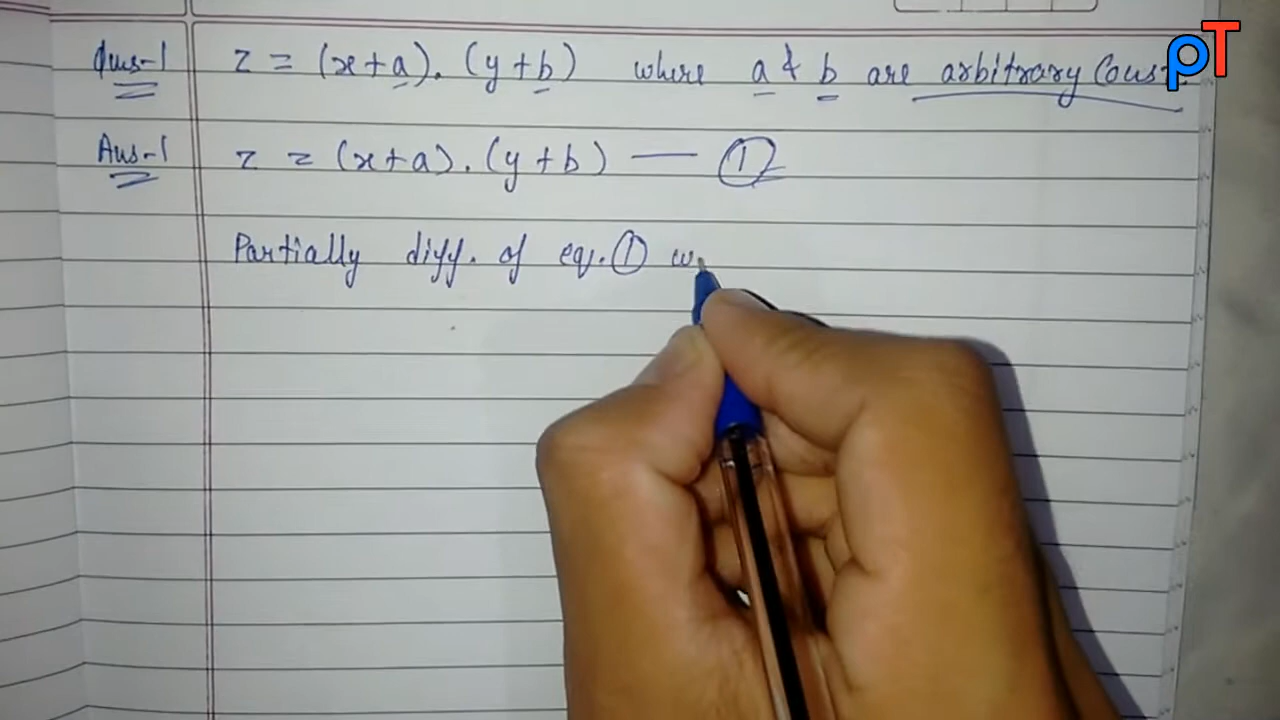 pT
Ques-1 z = (x+a).(y+b) where a & b are arbitrary Const
Ans-1 z = (x+a).(y+b) — ①
Partially diff. of eq.① w